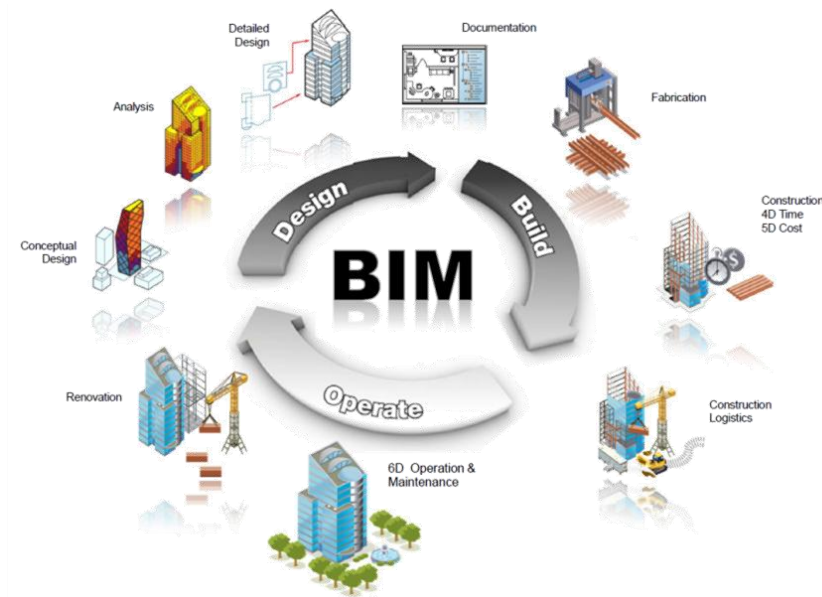 Detailed
Design
Documentation
Analysis
Fabrication
Design
Build
Construction
4D Time
5D Cost
Conceptual
Design
BIM
Renovation
Operate
Construction
Logistics
6D Operation &
Maintenance
$